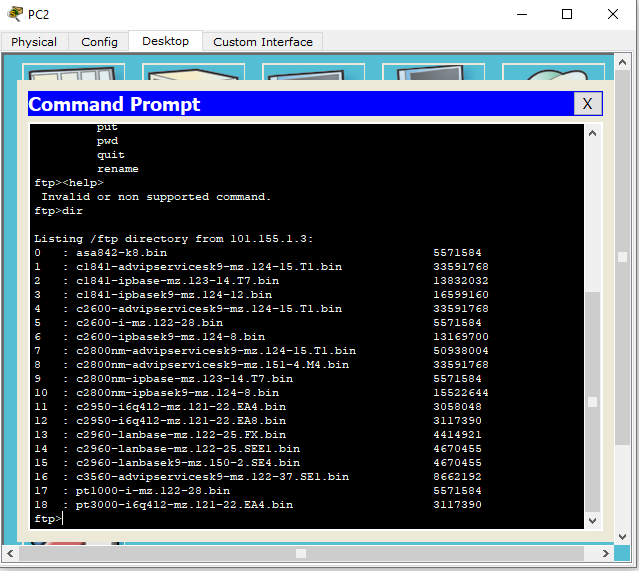 PC2
Physical Config Desktop Custom Interface
Command Prompt X
put
pwd
quit
rename
ftp><help>
Invalid or non supported command.
ftp>dir
Listing /ftp directory from 101.155.1.3:
0 : asa842-k8.bin 5571584
1 : c1841-advipservicesk9-mz.124-15.T1.bin 33591768
2 : c1841-ipbase-mz.123-14.T7.bin 13832032
3 : c1841-ipbasek9-mz.124-12.bin 16599160
4 : c2600-advipservicesk9-mz.124-15.T1.bin 33591768
5 : c2600-i-mz.122-28.bin 5571584
6 : c2600-ipbasek9-mz.124-8.bin 13169700
7 : c2800nm-advipservicesk9-mz.124-15.T1.bin 50938004
8 : c2800nm-advipservicesk9-mz.151-4.M4.bin 33591768
9 : c2800nm-ipbase-mz.123-14.T7.bin 5571584
10 : c2800nm-ipbasek9-mz.124-8.bin 15522644
11 : c2950-i6q4l2-mz.121-22.EA4.bin 3058048
12 : c2950-i6q4l2-mz.121-22.EA8.bin 3117390
13 : c2960-lanbase-mz.122-25.FX.bin 4414921
14 : c2960-lanbase-mz.122-25.SEE1.bin 4670455
15 : c2960-lanbasek9-mz.150-2.SE4.bin 4670455
16 : c3560-advipservicesk9-mz.122-37.SE1.bin 8662192
17 : pt1000-i-mz.122-28.bin 5571584
18 : pt3000-i6q4l2-mz.121-22.EA4.bin 3117390
ftp>